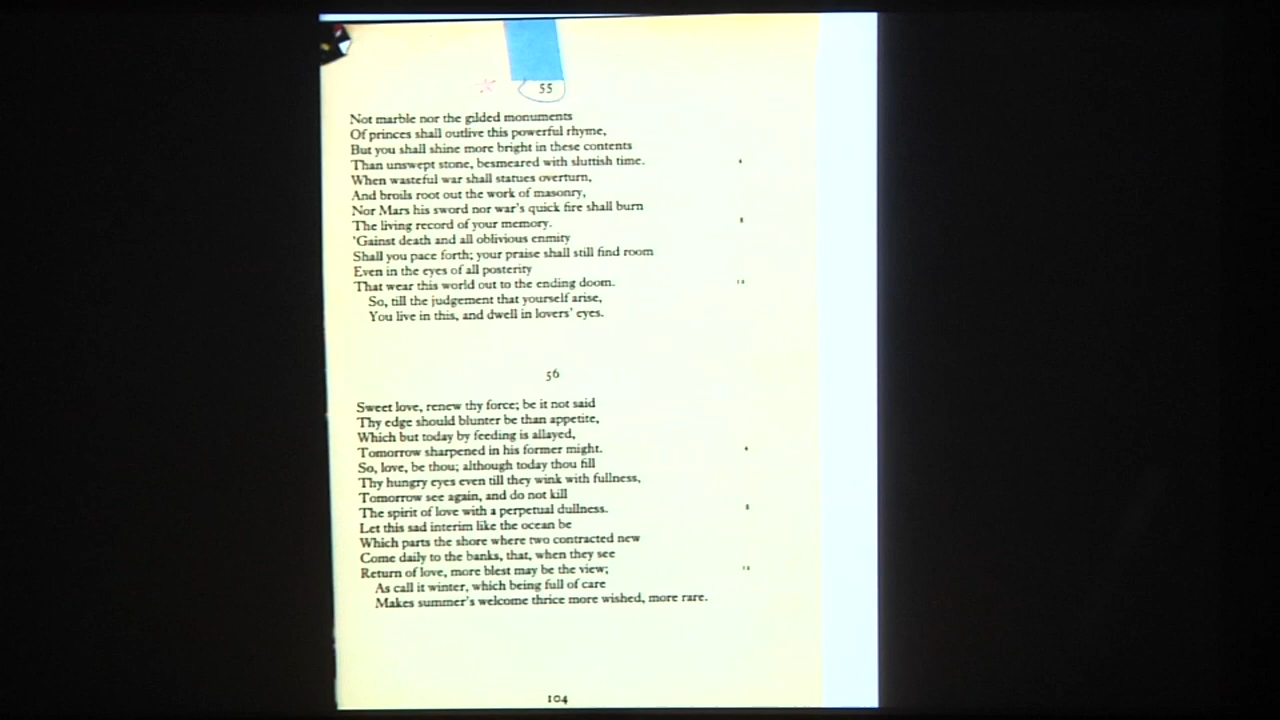 55
Not marble nor the gilded monuments
Of princes shall outlive this powerful rhyme,
But you shall shine more bright in these contents
Than unswept stone, besmeared with sluttish time.
When wasteful war shall statues overturn,
And broils root out the work of masonry,
Nor Mars his sword nor war's quick fire shall burn
The living record of your memory.
'Gainst death and all oblivious enmity
Shall you pace forth; your praise shall still find room
Even in the eyes of all posterity
That wear this world out to the ending doom.
So, till the judgement that yourself arise,
You live in this, and dwell in lovers' eyes.
56
Sweet love, renew thy force; be it not said
Thy edge should blunter be than appetite,
Which but today by feeding is allayed,
Tomorrow sharpened in his former might.
So, love, be thou; although today thou fill
Thy hungry eyes even till they wink with fullness,
Tomorrow see again, and do not kill
The spirit of love with a perpetual dullness.
Let this sad interim like the ocean be
Which parts the shore where two contracted new
Come daily to the banks, that, when they see
Return of love, more blest may be the view;
As call it winter, which being full of care
Makes summer's welcome thrice more wished, more rare.
104